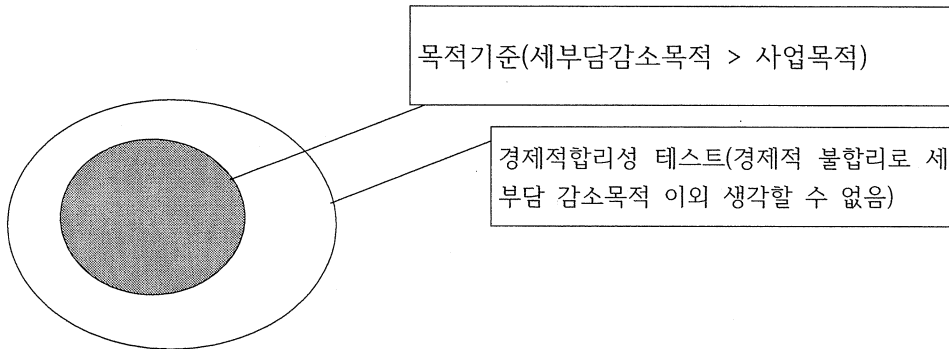 목적기준(세부담감소목적 > 사업목적)
경제적합리성 테스트(경제적 불합리로 세
부담 감소목적 이외 생각할 수 없음)